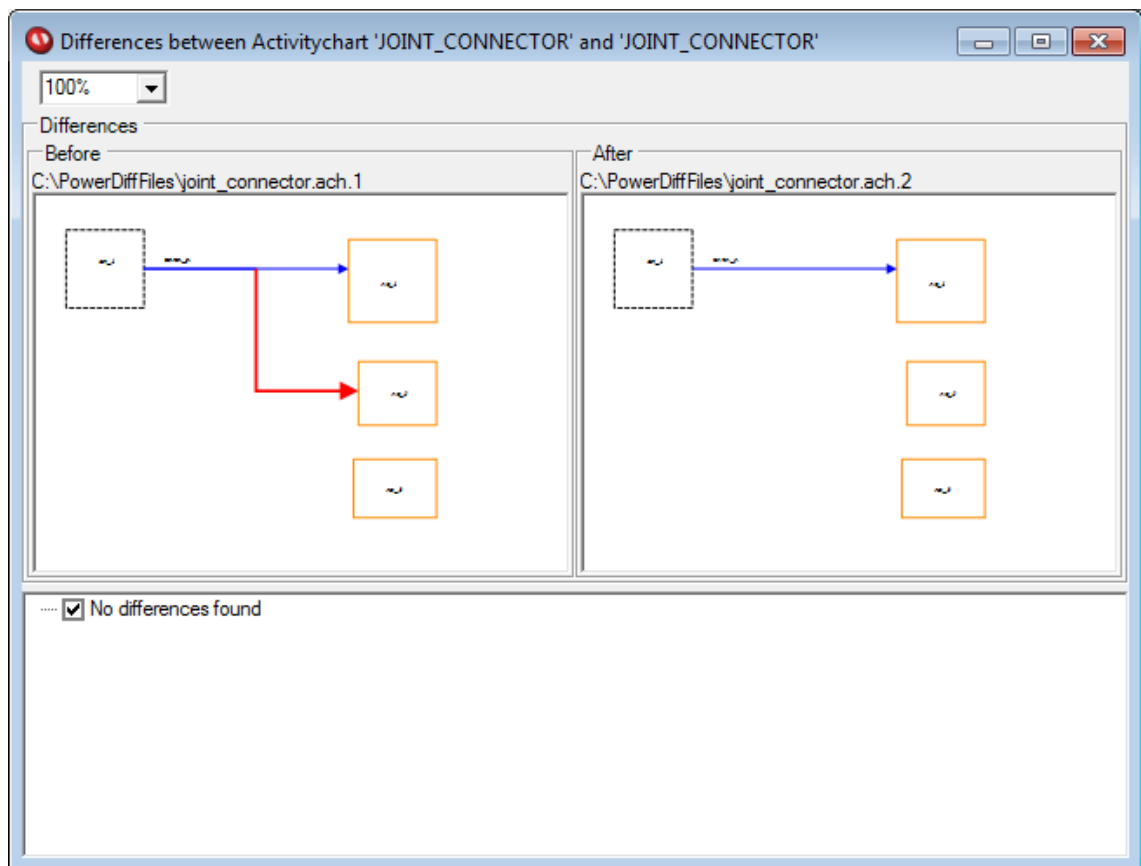 Differences between Activitychart 'JOINT_CONNECTOR' and 'JOINT_CONNECTOR'
100%
Differences
Before
C:\PowerDiffFiles\joint_connector.ach.1
After
C:\PowerDiffFiles\joint_connector.ach.2
No differences found